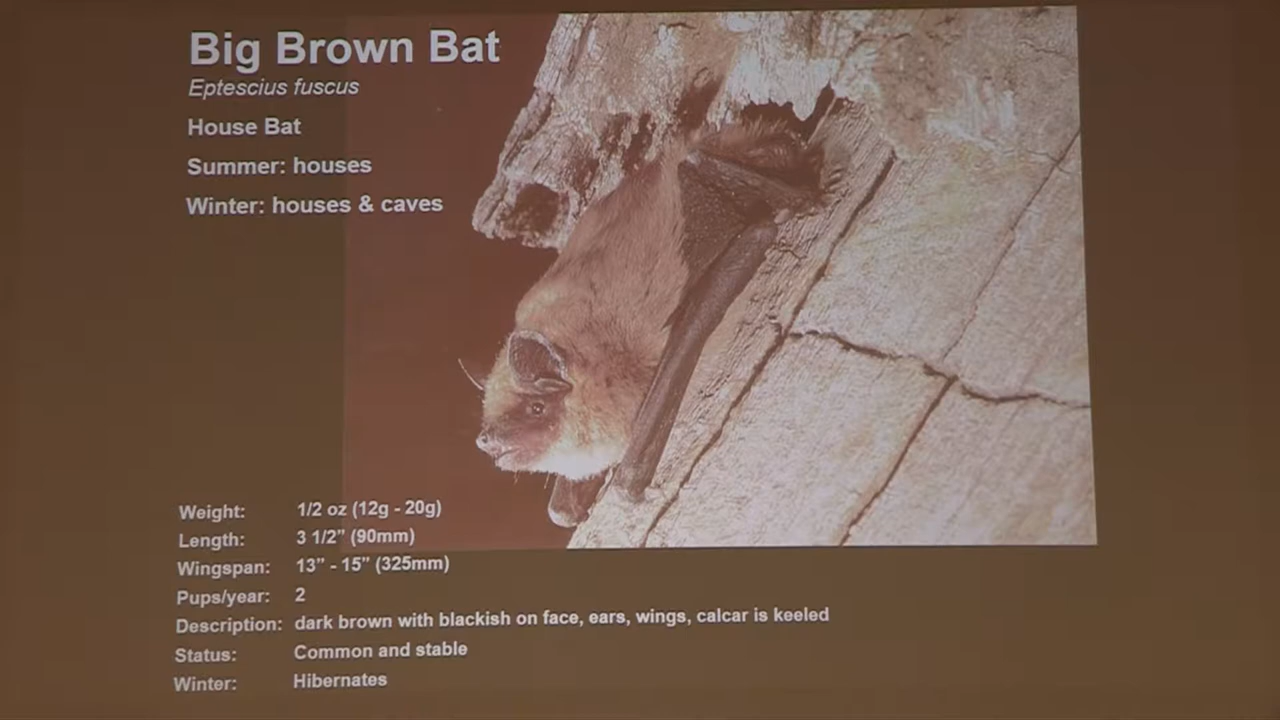 Big Brown Bat
Eptescius fuscus
House Bat
Summer: houses
Winter: houses & caves
Weight: 1/2 oz (12g - 20g)
Length: 3 1/2” (90mm)
Wingspan: 13” - 15” (325mm)
Pups/year: 2
Description: dark brown with blackish on face, ears, wings, calcar is keeled
Status: Common and stable
Winter: Hibernates